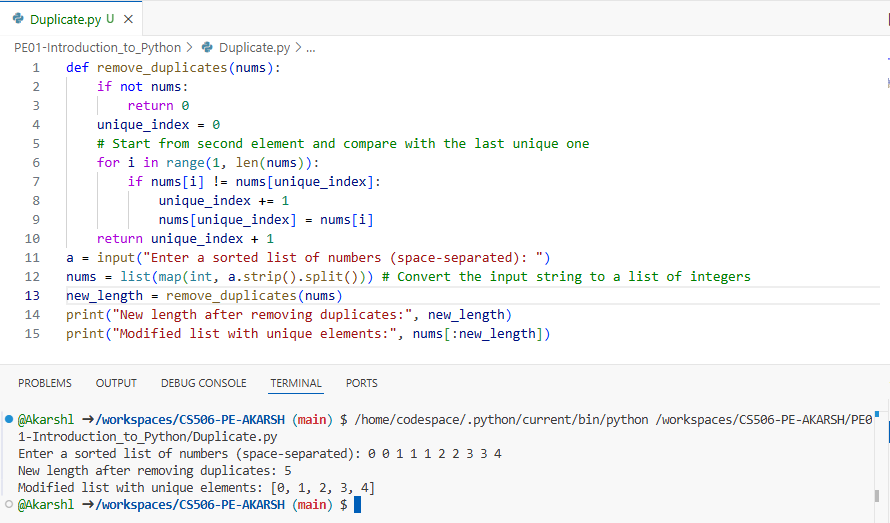 Duplicate.py U ×
PE01-Introduction_to_Python > Duplicate.py > ...
1 def remove_duplicates(nums):
2     if not nums:
3         return 0
4     unique_index = 0
5     # Start from second element and compare with the last unique one
6     for i in range(1, len(nums)):
7         if nums[i] != nums[unique_index]:
8             unique_index += 1
9             nums[unique_index] = nums[i]
10     return unique_index + 1
11 a = input("Enter a sorted list of numbers (space-separated): ")
12 nums = list(map(int, a.strip().split())) # Convert the input string to a list of integers
13 new_length = remove_duplicates(nums)
14 print("New length after removing duplicates:", new_length)
15 print("Modified list with unique elements:", nums[:new_length])
PROBLEMS OUTPUT DEBUG CONSOLE TERMINAL PORTS
@Akarshl ➜/workspaces/CS506-PE-AKARSH (main) $ /home/codespace/.python/current/bin/python /workspaces/CS506-PE-AKARSH/PE0
1-Introduction_to_Python/Duplicate.py
Enter a sorted list of numbers (space-separated): 0 0 1 1 1 2 2 3 3 4
New length after removing duplicates: 5
Modified list with unique elements: [0, 1, 2, 3, 4]
@Akarshl ➜/workspaces/CS506-PE-AKARSH (main) $